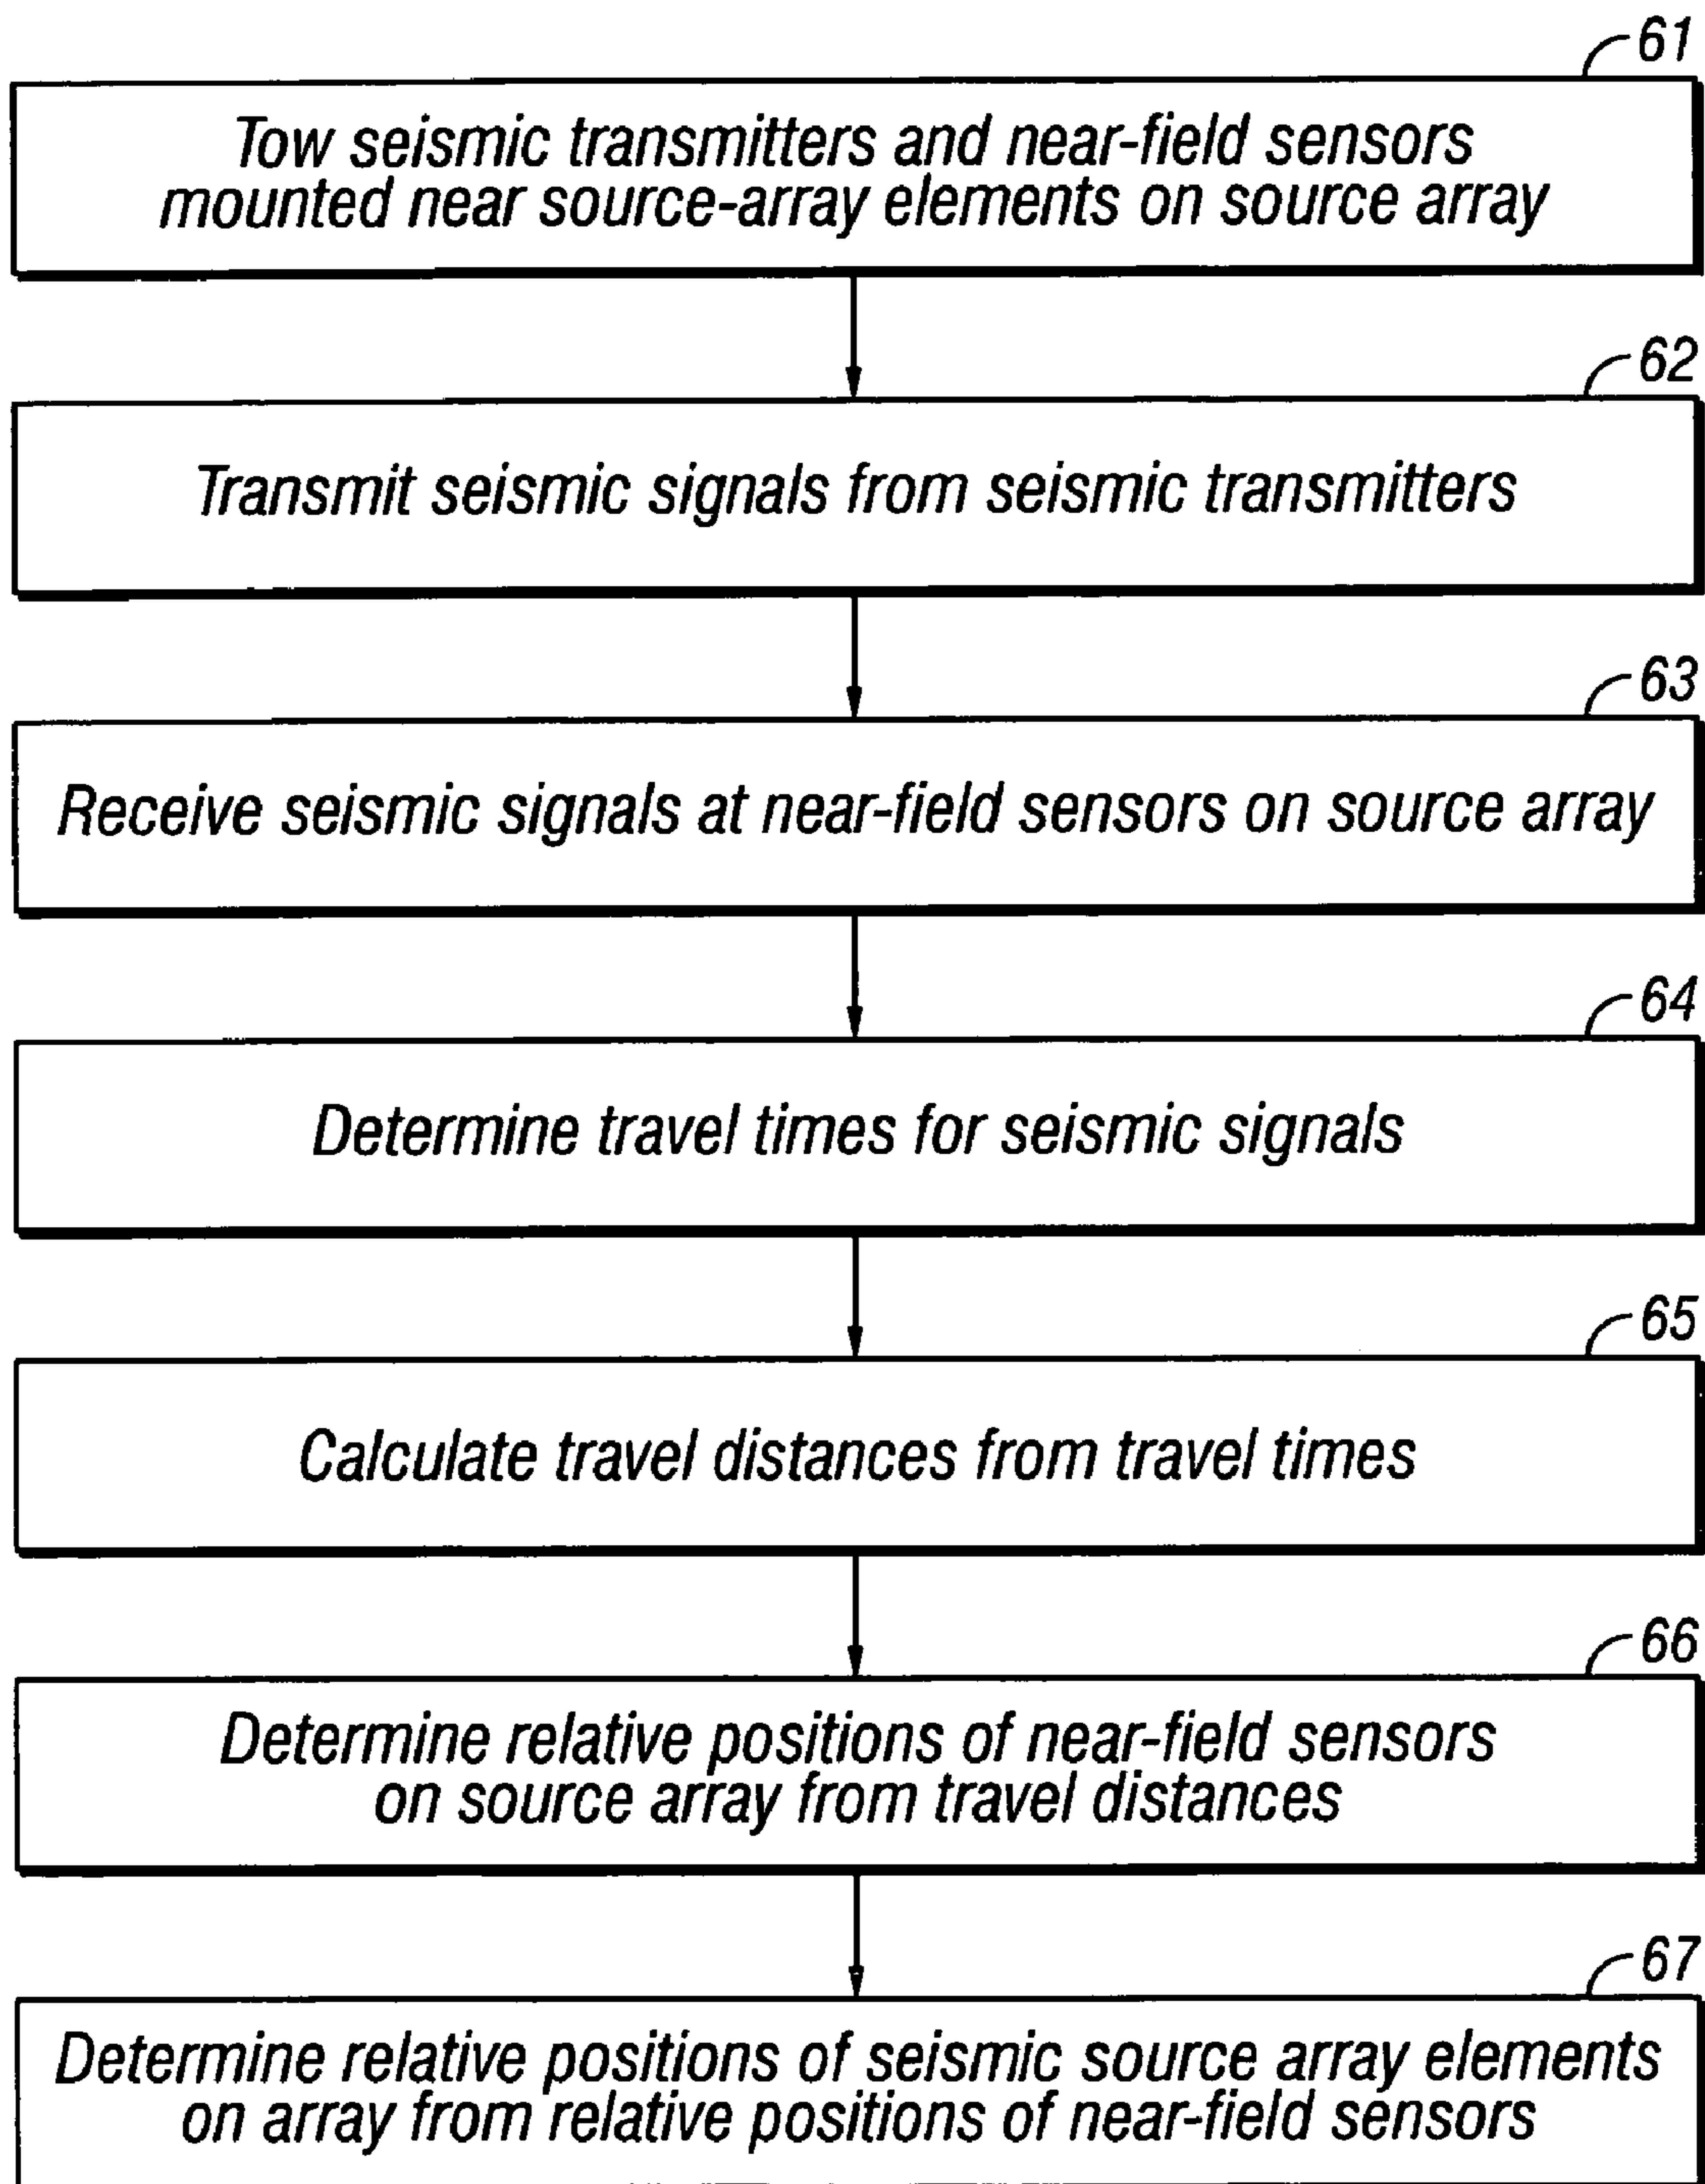 61
Tow seismic transmitters and near-field sensors
mounted near source-array elements on source array
62
Transmit seismic signals from seismic transmitters
63
Receive seismic signals at near-field sensors on source array
64
Determine travel times for seismic signals
65
Calculate travel distances from travel times
66
Determine relative positions of near-field sensors
on source array from travel distances
67
Determine relative positions of seismic source array elements
on array from relative positions of near-field sensors